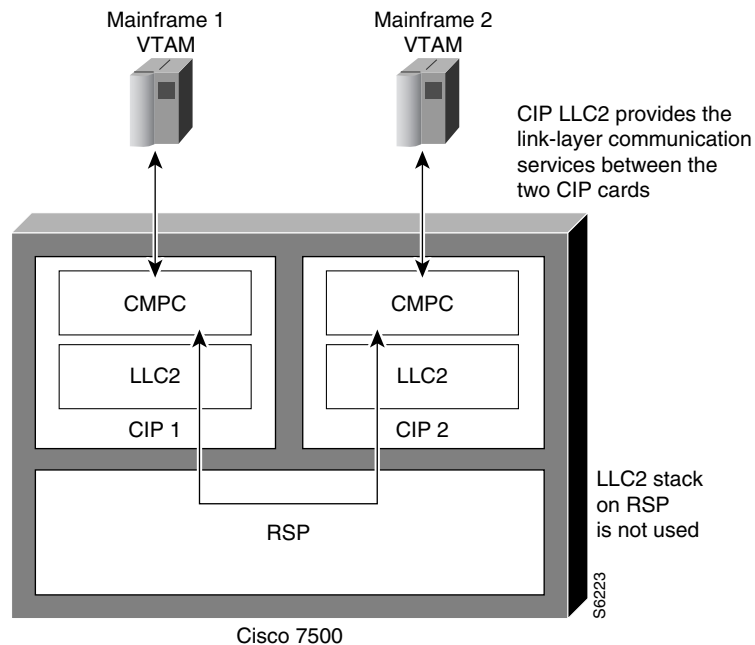 Mainframe 1
VTAM
Mainframe 2
VTAM
CIP LLC2 provides the
link-layer communication
services between the
two CIP cards
CMPC
CMPC
LLC2
LLC2
CIP 1
CIP 2
RSP
LLC2 stack
on RSP
is not used
S6223
Cisco 7500